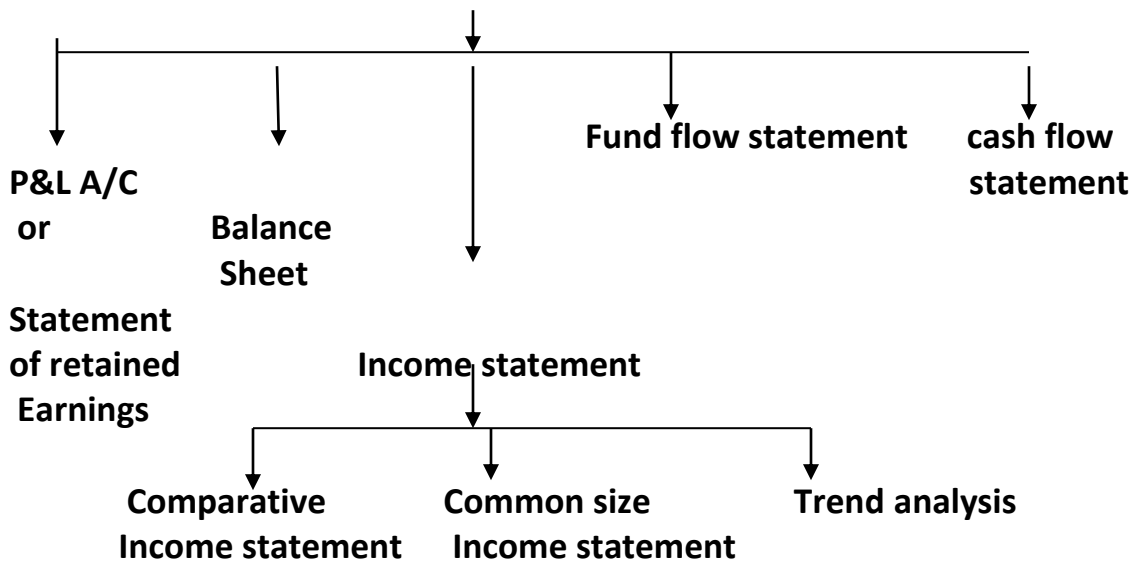 Fund flow statement
cash flow
statement
P&L A/C
or
Statement
of retained
Earnings
Balance
Sheet
Income statement
Comparative
Income statement
Common size
Income statement
Trend analysis